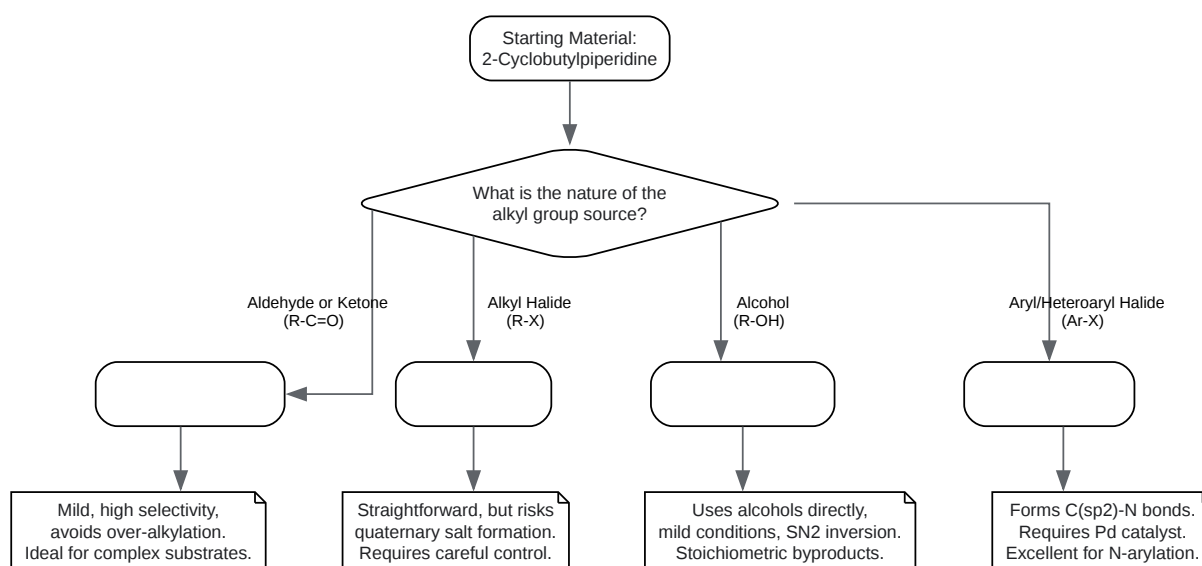 Starting Material:
2-Cyclobutylpiperidine
What is the nature of the
alkyl group source?
Aldehyde or Ketone
(R-C=O)
Alkyl Halide
(R-X)
Alcohol
(R-OH)
Aryl/Heteroaryl Halide
(Ar-X)
Mild, high selectivity,
avoids over-alkylation.
Ideal for complex substrates.
Straightforward, but risks
quaternary salt formation.
Requires careful control.
Uses alcohols directly,
mild conditions, SN2 inversion.
Stoichiometric byproducts.
Forms C(sp2)-N bonds.
Requires Pd catalyst.
Excellent for N-arylation.